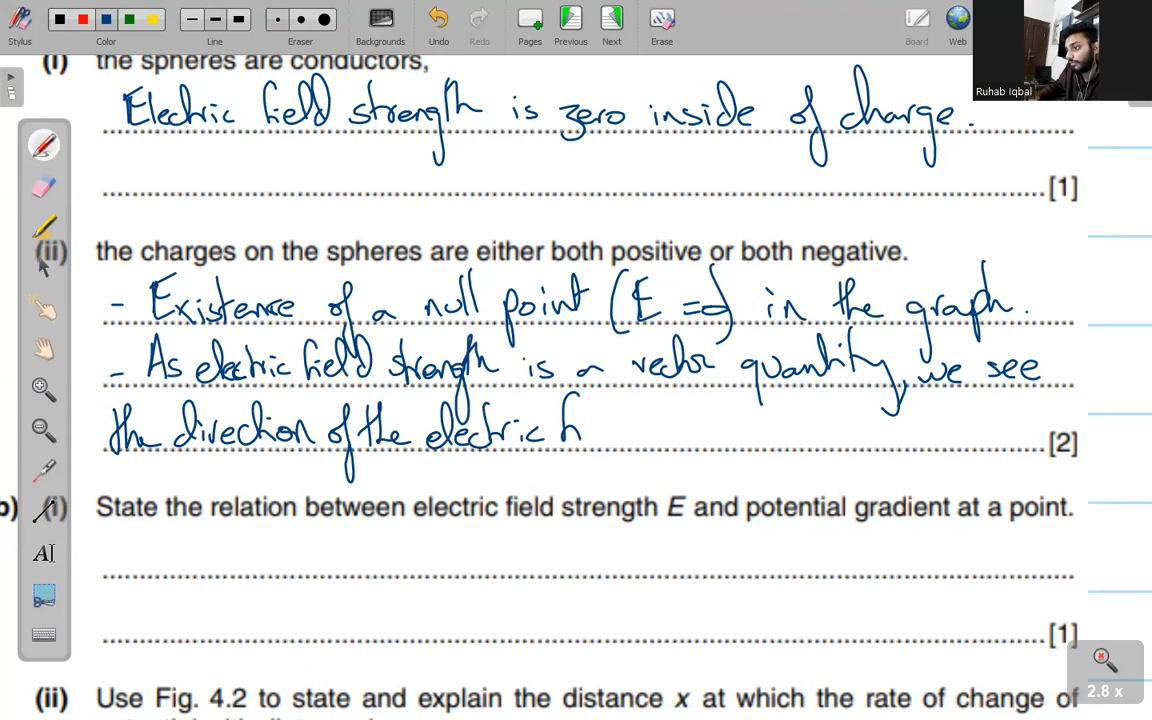 Stylus
Color
Line
Eraser
Backgrounds
Undo
Redo
Pages
Previous
Next
Erase
Board
Web
Ruhab Iqbal
(i) the spheres are conductors,
Electric field strength is zero inside of charge.
[1]
(ii) the charges on the spheres are either both positive or both negative.
- Existence of a null point (E = 0) in the graph.
- As electric field strength is a vector quantity, we see
the direction of the electric f
[2]
b) (i) State the relation between electric field strength E and potential gradient at a point.
[1]
(ii) Use Fig. 4.2 to state and explain the distance x at which the rate of change of
AI
2.8 x